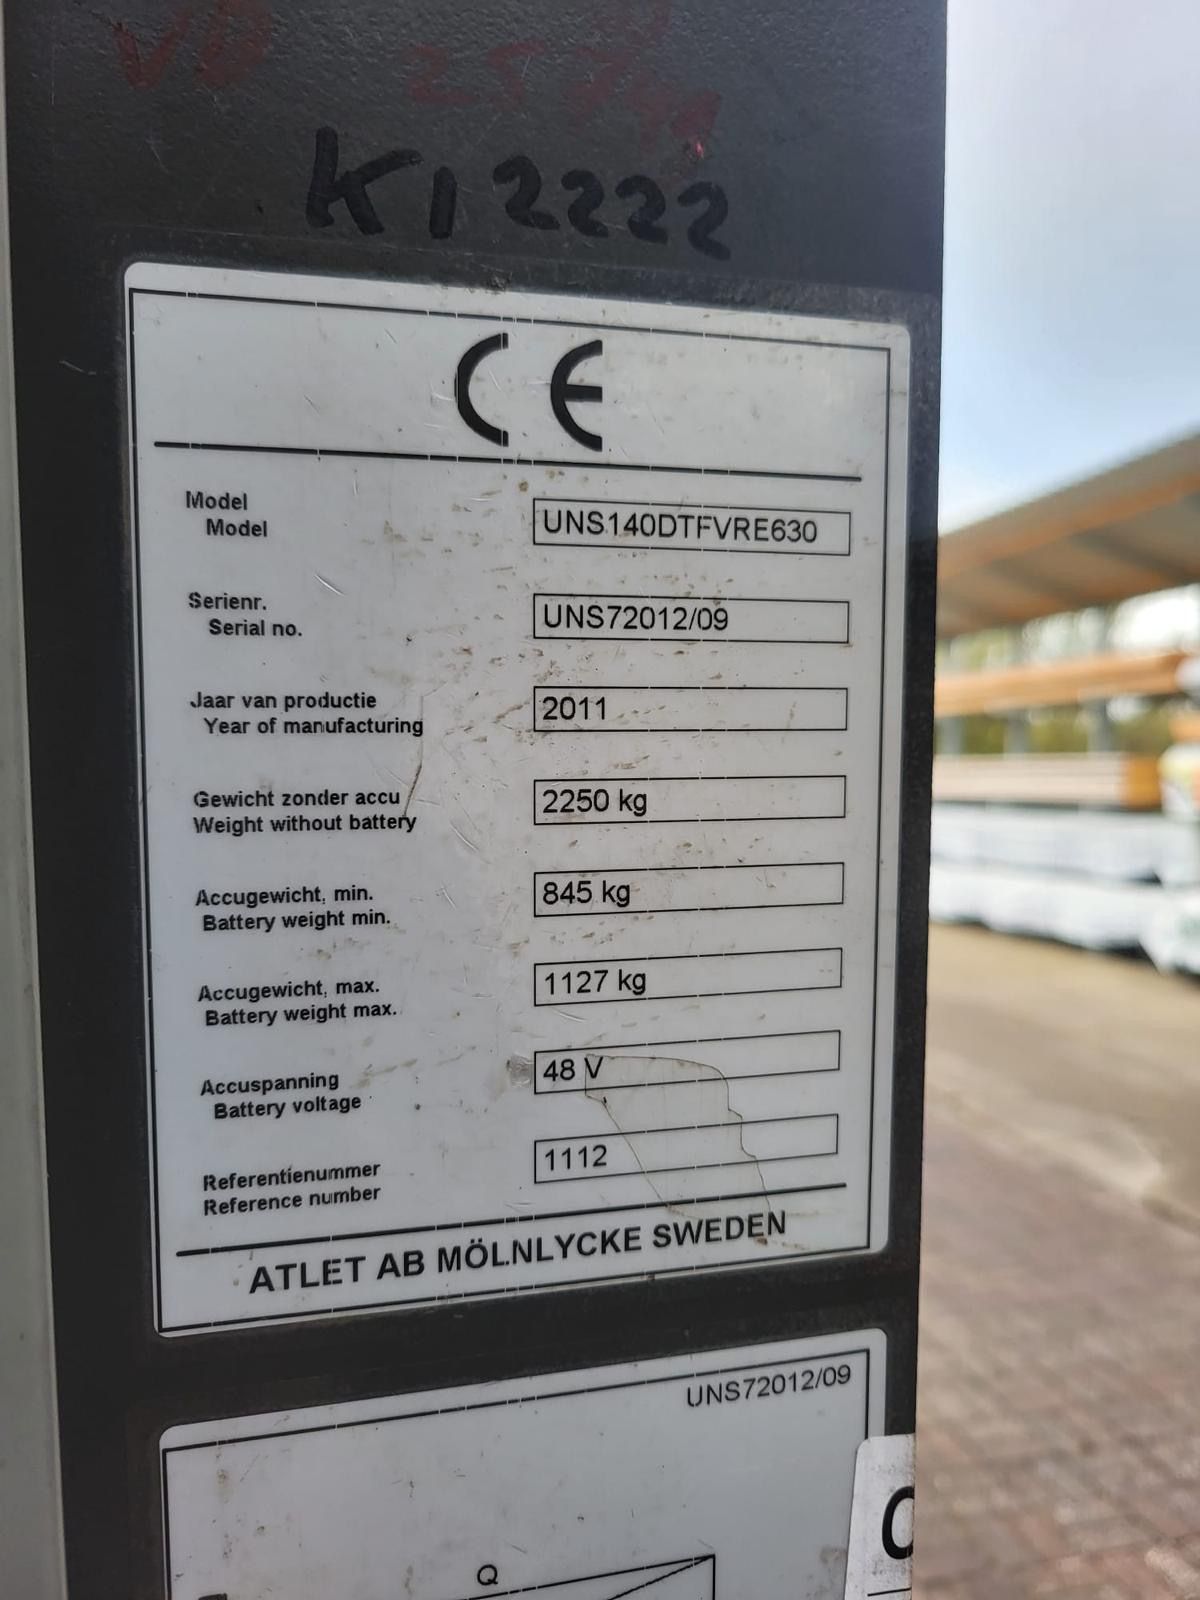 K12222
CE
Model
Model
UNS140DTFVRE630
Serienr.
Serial no.
UNS72012/09
Jaar van productie
Year of manufacturing
2011
Gewicht zonder accu
Weight without battery
2250 kg
Accugewicht, min.
Battery weight min.
845 kg
Accugewicht, max.
Battery weight max.
1127 kg
Accuspanning
Battery voltage
48 V
Referentienummer
Reference number
1112
ATLET AB MÖLNLYCKE SWEDEN
UNS72012/09
Q